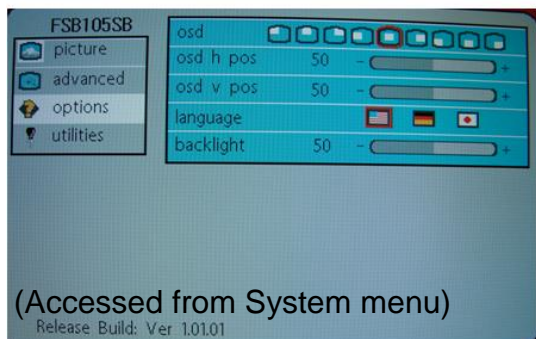 FSB105SB
picture
advanced
options
utilities
osd
osd h pos 50 - +
osd v pos 50 - +
language
backlight 50 - +
(Accessed from System menu)
Release Build: Ver 1.01.01